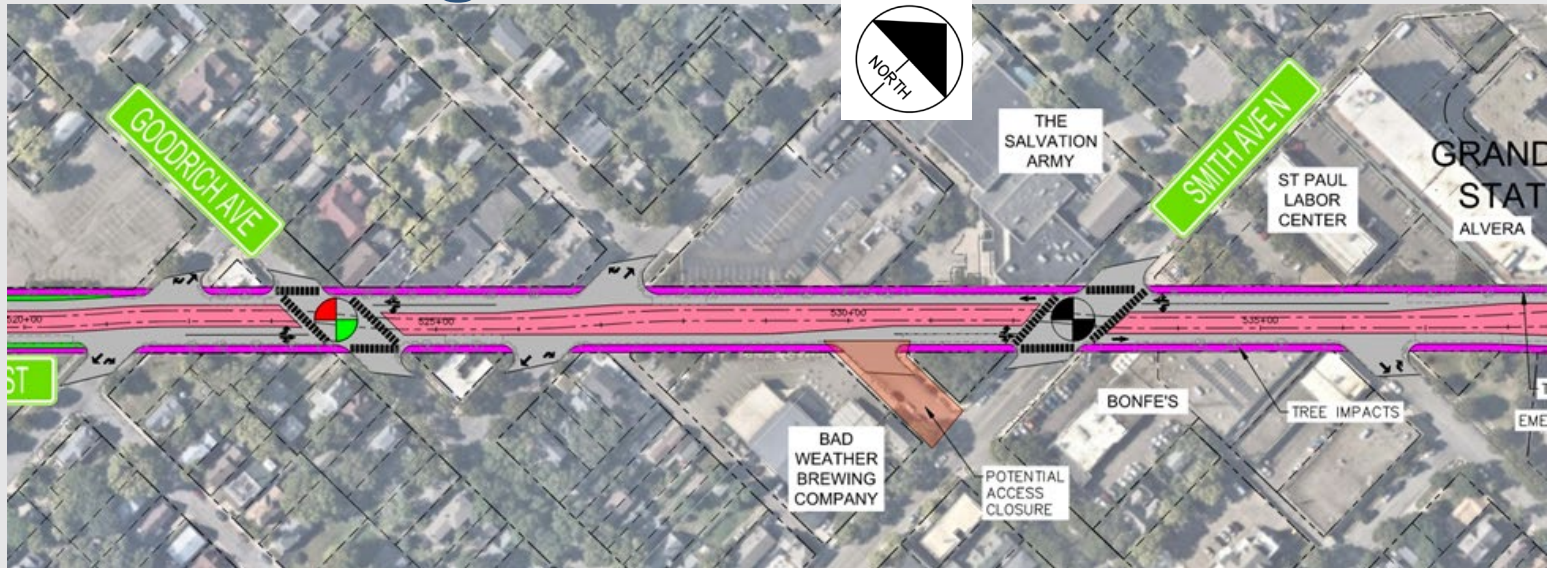 NORTH
GOODRICH AVE
THE
SALVATION
ARMY
SMITH AVE N
ST PAUL
LABOR
CENTER
GRAND
STAT
ALVERA
520+00
525+00
530+00
535+00
ST
BONFE'S
TREE IMPACTS
T
EME
BAD
WEATHER
BREWING
COMPANY
POTENTIAL
ACCESS
CLOSURE